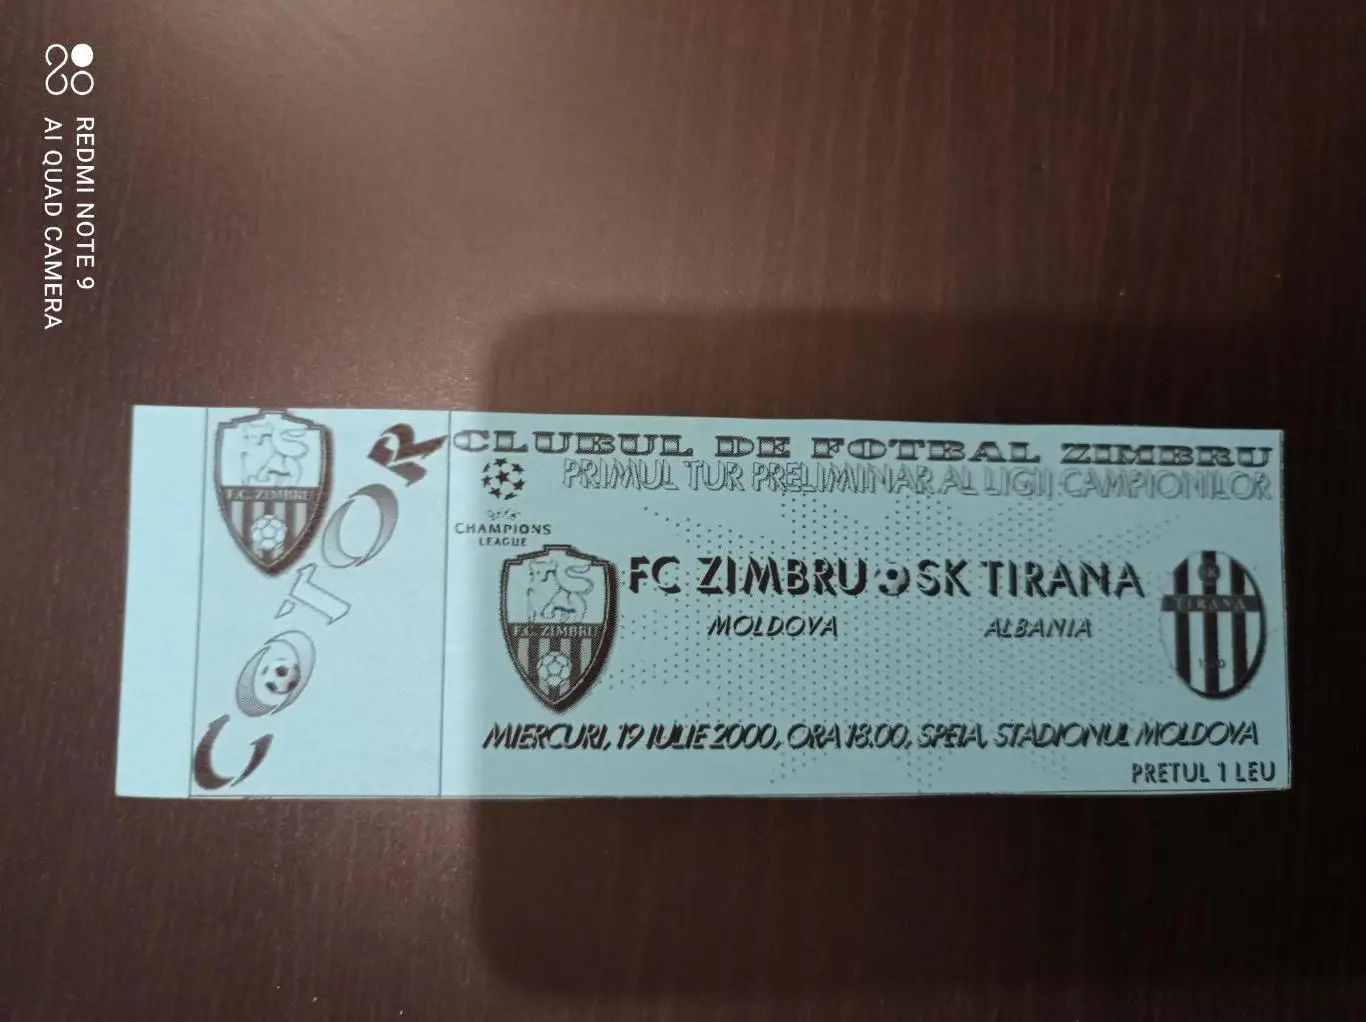 REDMI NOTE 9
AI QUAD CAMERA
F.C. ZIMBRU
COTOR
CLUBUL DE FOTBAL ZIMBRU
PRIMUL TUR PRELIMINAR AL LIGII CAMPIONILOR
CHAMPIONS
LEAGUE
FC ZIMBRU SK TIRANA
MOLDOVA ALBANIA
F.C. ZIMBRU
TIRANA
MIERCURI, 19 IULIE 2000, ORA 18.00, SPEIA, STADIONUL MOLDOVA
PRETUL 1 LEU